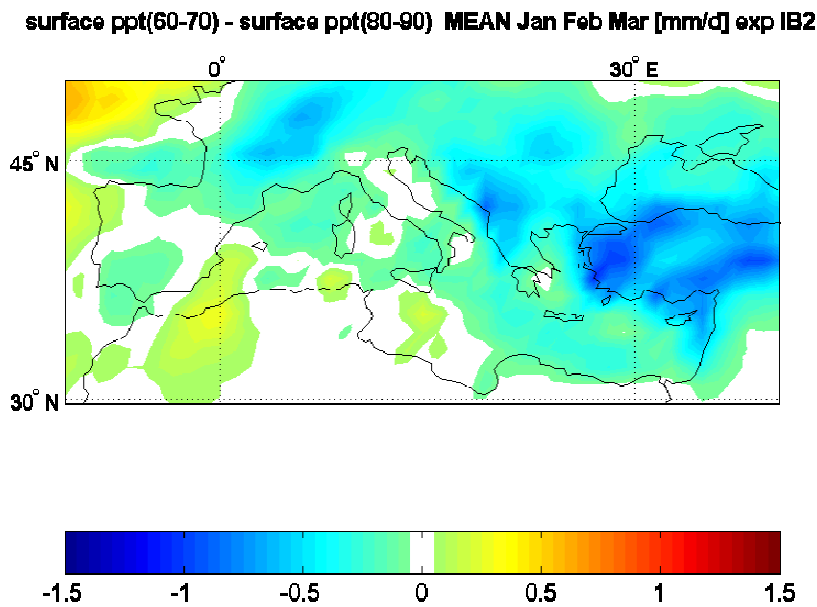 surface ppt(60-70) - surface ppt(80-90) MEAN Jan Feb Mar [mm/d] exp IB2
0° 30° E
45° N
30° N
-1.5 -1 -0.5 0 0.5 1 1.5